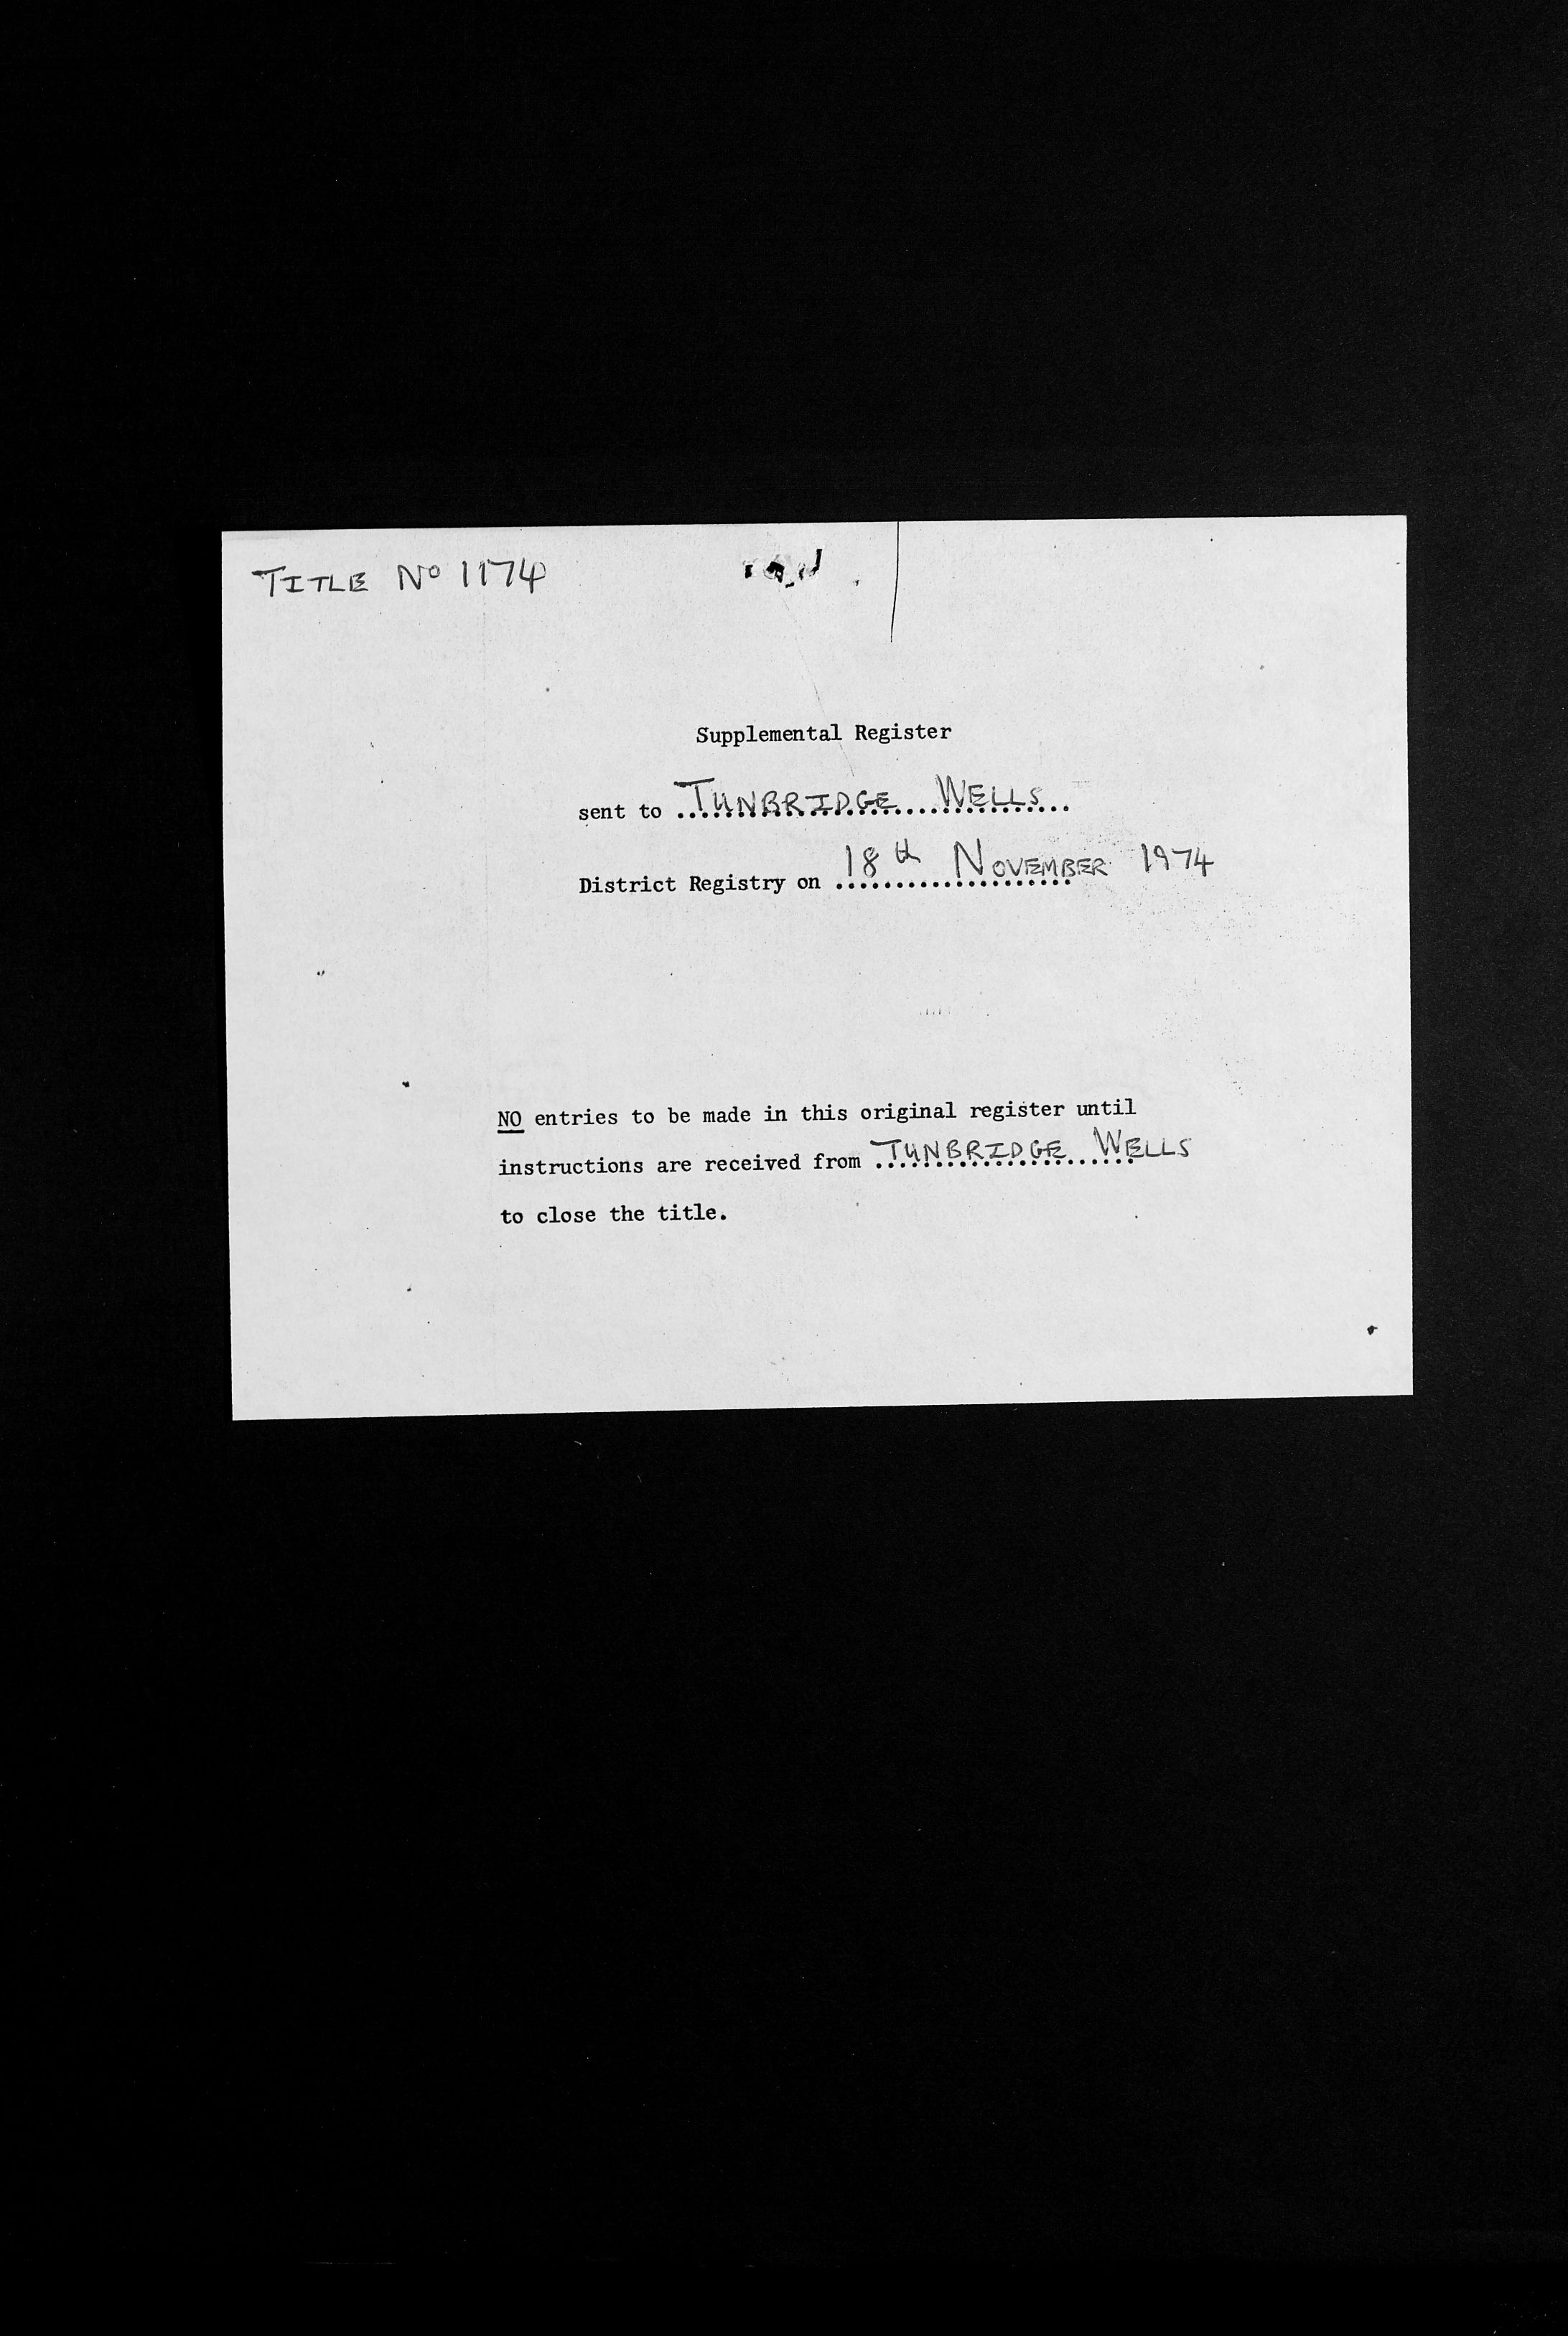 TITLE No 1174
Supplemental Register
sent to TUNBRIDGE WELLS
District Registry on 18th NOVEMBER 1974
NO entries to be made in this original register until
instructions are received from TUNBRIDGE WELLS
to close the title.